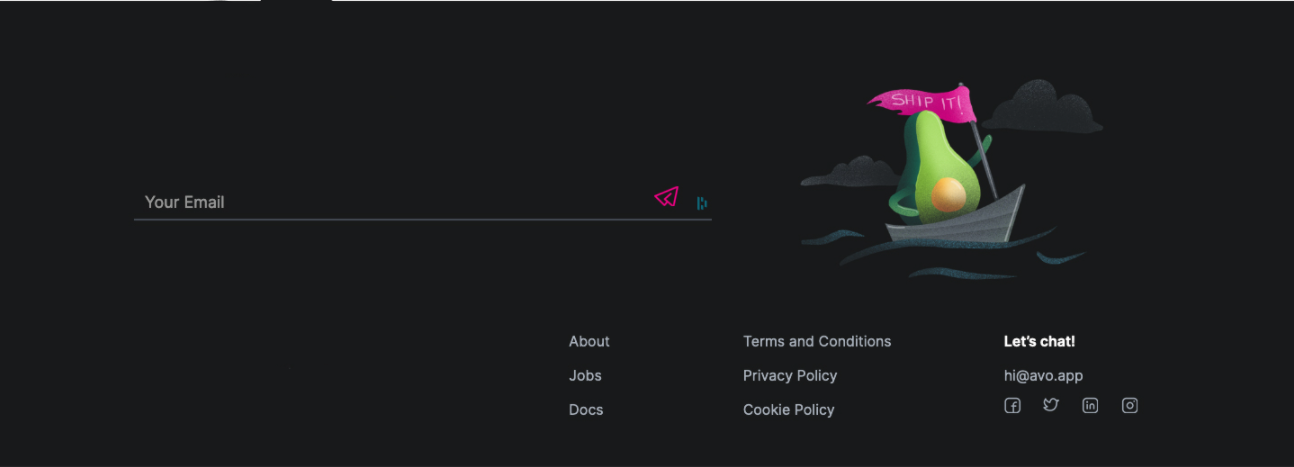 SHIP IT!
Your Email
About
Jobs
Docs
Terms and Conditions
Privacy Policy
Cookie Policy
Let's chat!
hi@avo.app